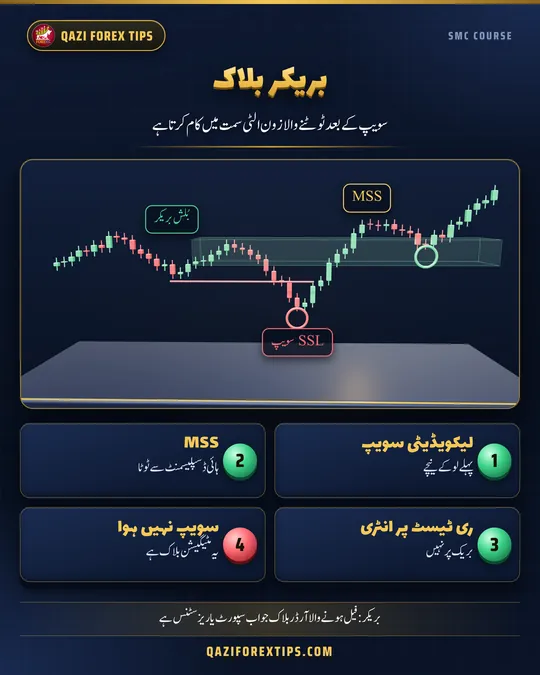 QAZI FOREX TIPS
SMC COURSE
بریکر بلاک
سویپ کے بعد ٹوٹنے والا زون الٹی سمت میں کام کرتا ہے
MSS
بُلش بریکر
SSL سویپ
لیکویڈیٹی سویپ
پہلے لو کے نیچے
1
MSS
ہائی ڈسپلیسمنٹ سے ٹوٹا
2
ری ٹیسٹ پر انٹری
بریک پر نہیں
3
سویپ نہیں ہوا
یہ مٹیگیشن بلاک ہے
4
بریکر: فیل ہونے والا آرڈر بلاک جو اب سپورٹ یا ریزسٹنس ہے
QAZIFOREXTIPS.COM